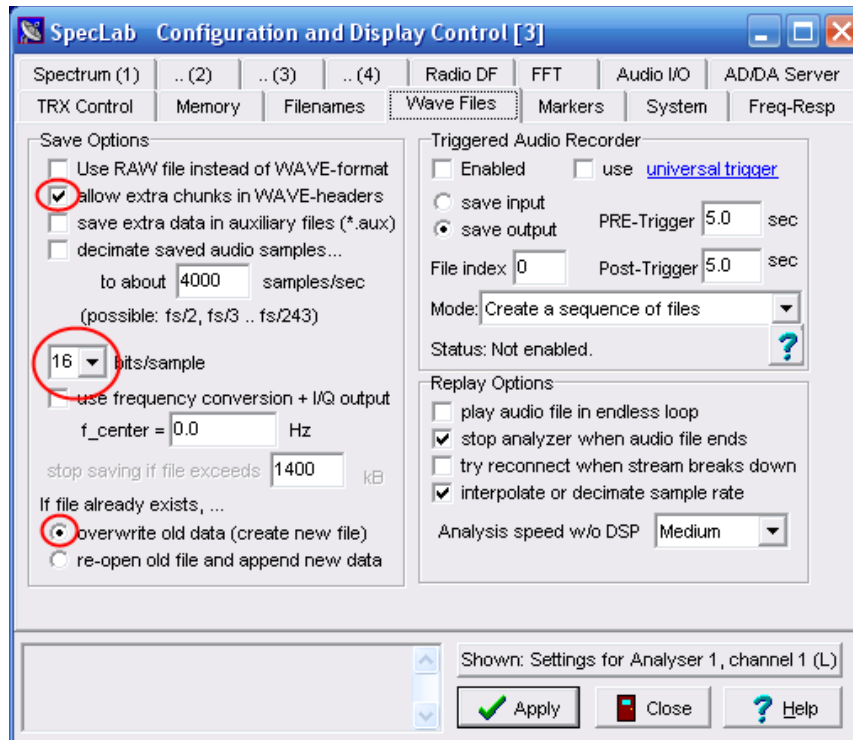 SpecLab Configuration and Display Control [3]
Spectrum (1) .. (2) .. (3) .. (4) Radio DF FFT Audio I/O AD/DA Server
TRX Control Memory Filenames Wave Files Markers System Freq-Resp
Save Options
Use RAW file instead of WAVE-format
allow extra chunks in WAVE-headers
save extra data in auxiliary files (*.aux)
decimate saved audio samples...
to about 4000 samples/sec
(possible: fs/2, fs/3 .. fs/243)
16 bits/sample
use frequency conversion + I/Q output
f_center = 0.0 Hz
stop saving if file exceeds 1400 kB
If file already exists, ...
overwrite old data (create new file)
re-open old file and append new data
Triggered Audio Recorder
Enabled use universal trigger
save input
save output
PRE-Trigger 5.0 sec
File index 0
Post-Trigger 5.0 sec
Mode: Create a sequence of files
Status: Not enabled.
?
Replay Options
play audio file in endless loop
stop analyzer when audio file ends
try reconnect when stream breaks down
interpolate or decimate sample rate
Analysis speed w/o DSP Medium
Shown: Settings for Analyser 1, channel 1 (L)
Apply Close ? Help